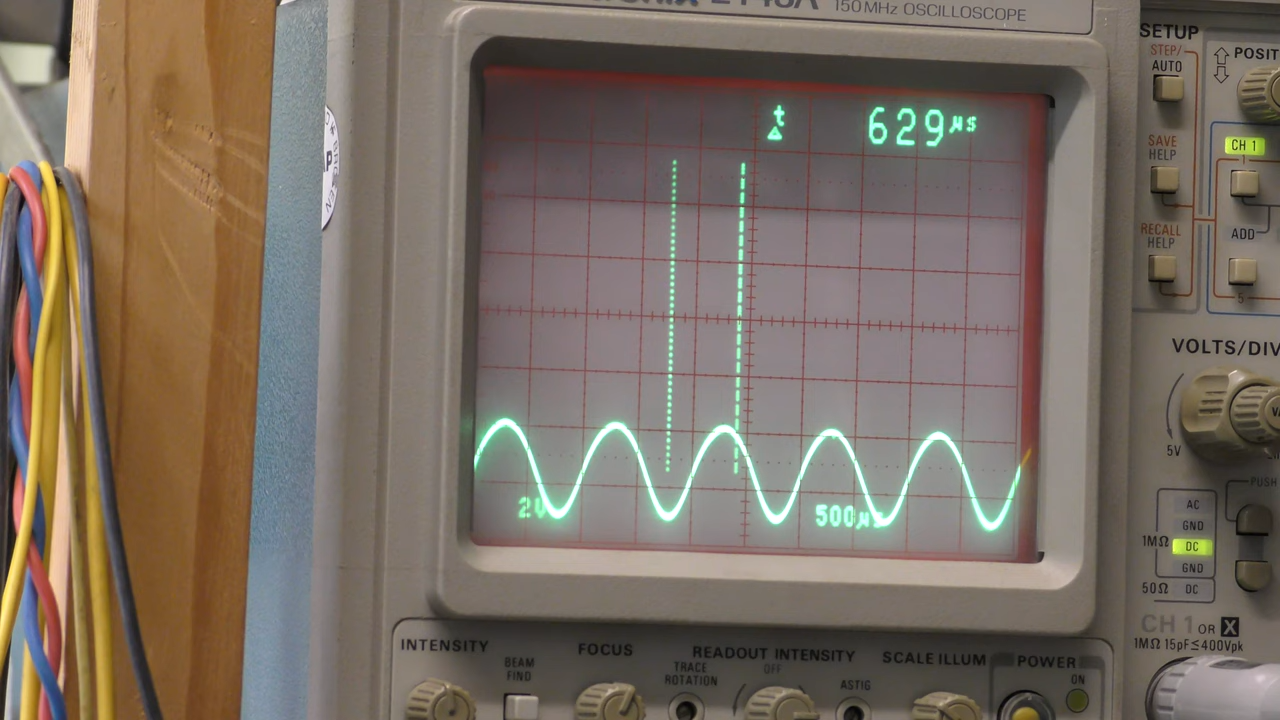 150 MHz OSCILLOSCOPE
t
629 µs
2V
500µs
SETUP
STEP/
AUTO
SAVE
HELP
RECALL
HELP
CH 1
ADD
VOLTS/DIV
5V
PUSH
AC
GND
1MΩ DC
GND
50Ω DC
CH 1 OR X
1MΩ 15pF≤400Vpk
INTENSITY
BEAM
FIND
FOCUS
READOUT INTENSITY
TRACE
ROTATION
OFF
ASTIG
SCALE ILLUM
POWER
ON